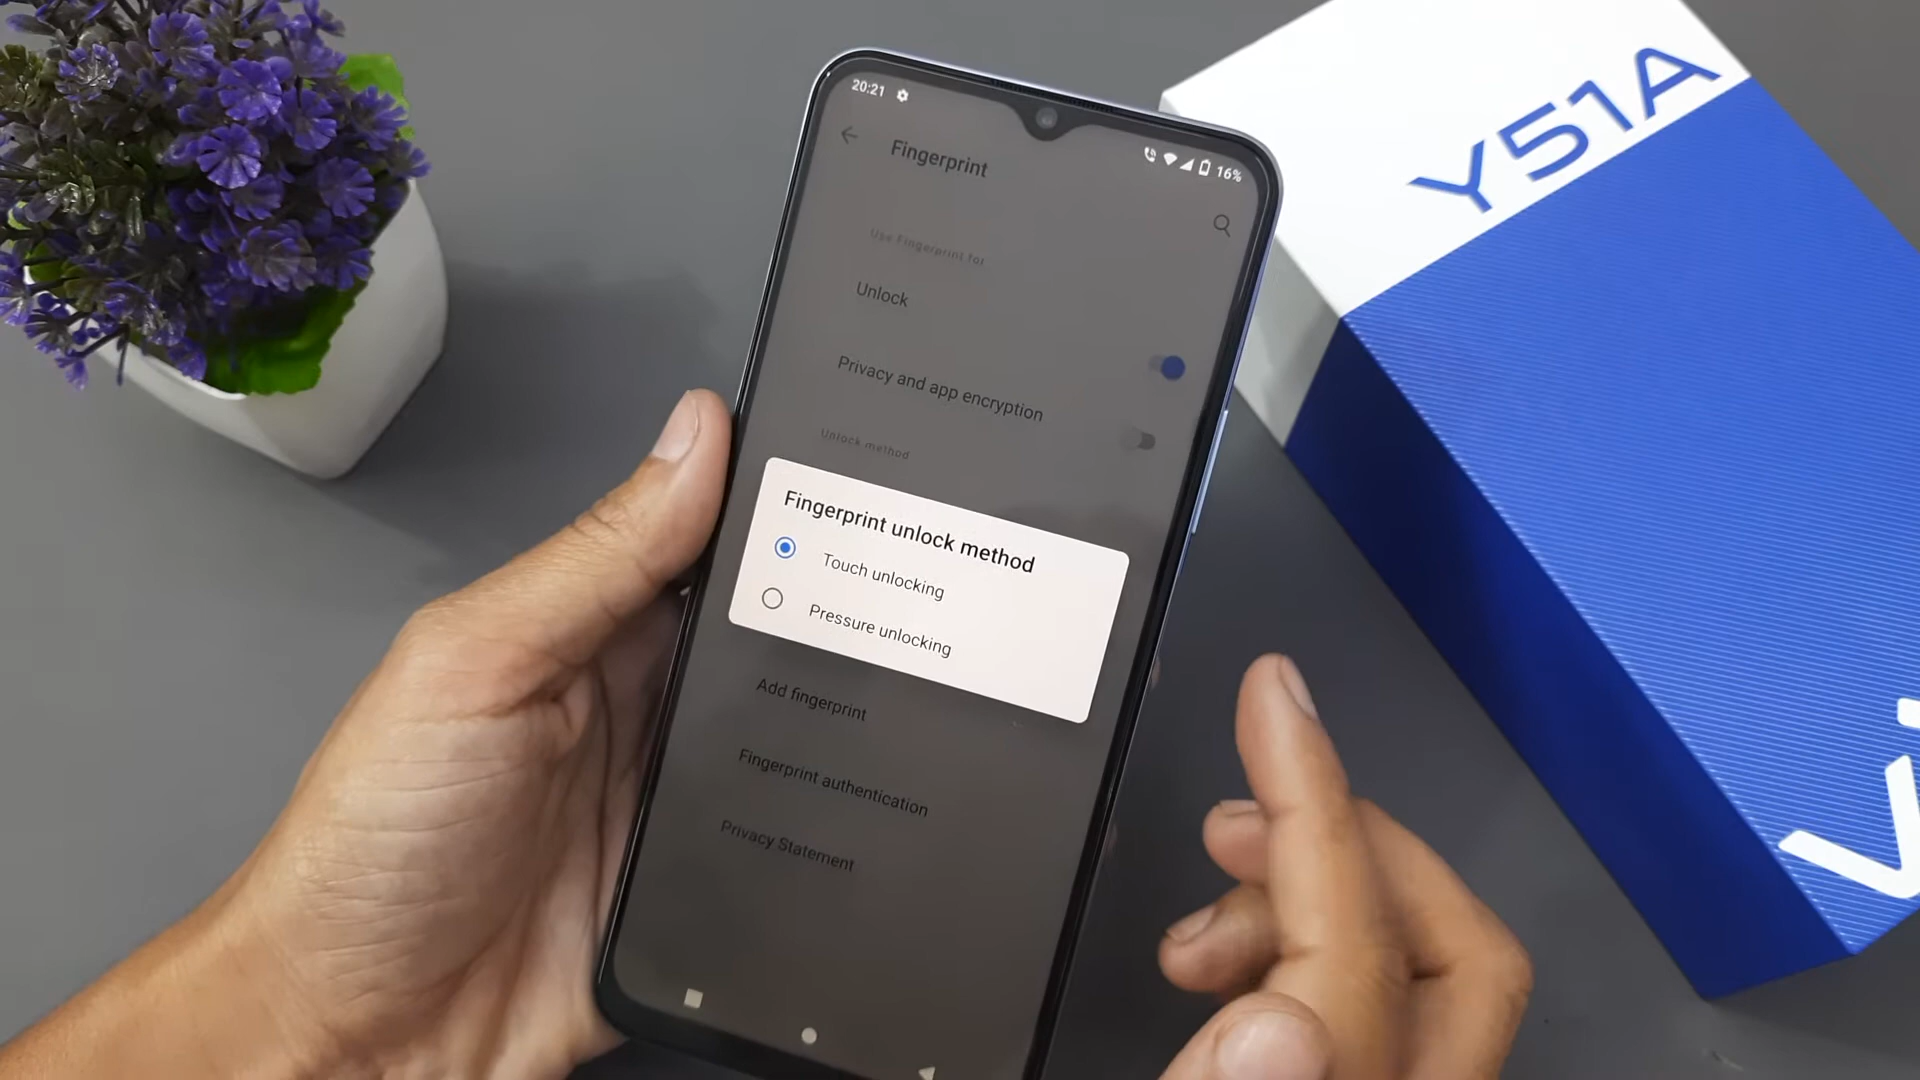 20:21
16%
Fingerprint
Use Fingerprint for
Unlock
Privacy and app encryption
Unlock method
Fingerprint unlock method
Touch unlocking
Pressure unlocking
Add fingerprint
Fingerprint authentication
Privacy Statement
Y51A